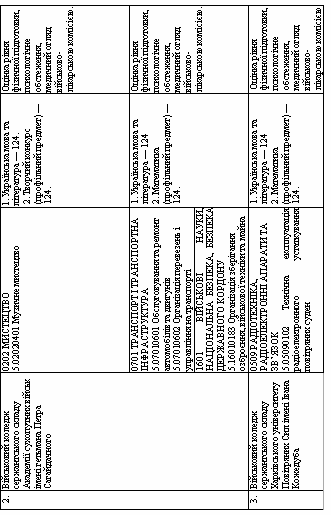 2.
Військовий коледж
сержантського складу
Академії сухопутних військ
імені гетьмана Петра
Сагайдачного
0202 МИСТЕЦТВО
5.02020401 Музичне мистецтво
1. Українська мова та
література — 124.
2. Творчий конкурс
(профільний предмет) —
124.
Оцінка рівня
фізичної підготовки,
психологічне
обстеження,
медичний огляд
військово-
лікарською комісією
0701 ТРАНСПОРТ І ТРАНСПОРТНА
ІНФРАСТРУКТУРА
5.07010601 Обслуговування та ремонт
автомобілів та двигунів
5.07010602 Організація перевезень і
управління на транспорті
1601 ВІЙСЬКОВІ НАУКИ,
НАЦІОНАЛЬНА БЕЗПЕКА, БЕЗПЕКА
ДЕРЖАВНОГО КОРДОНУ
5.16010183 Організація зберігання
озброєння, військової техніки та майна
1. Українська мова та
література — 124
2. Математика
(профільний предмет) —
124.
Оцінка рівня
фізичної підготовки,
психологічне
обстеження,
медичний огляд
військово-
лікарською комісією
3.
Військовий коледж
сержантського складу
Харківського університету
Повітряних Сил імені Івана
Кожедуба
0509 РАДІОТЕХНІКА,
РАДІОЕЛЕКТРОННІ АПАРАТИ ТА
ЗВ'ЯЗОК
5.05090102 Технічна експлуатація
радіоелектронного устаткування
повітряних суден
1. Українська мова та
література — 124
2. Математика
(профільний предмет) —
124.
Оцінка рівня
фізичної підготовки,
психологічне
обстеження,
медичний огляд
військово-
лікарською комісією